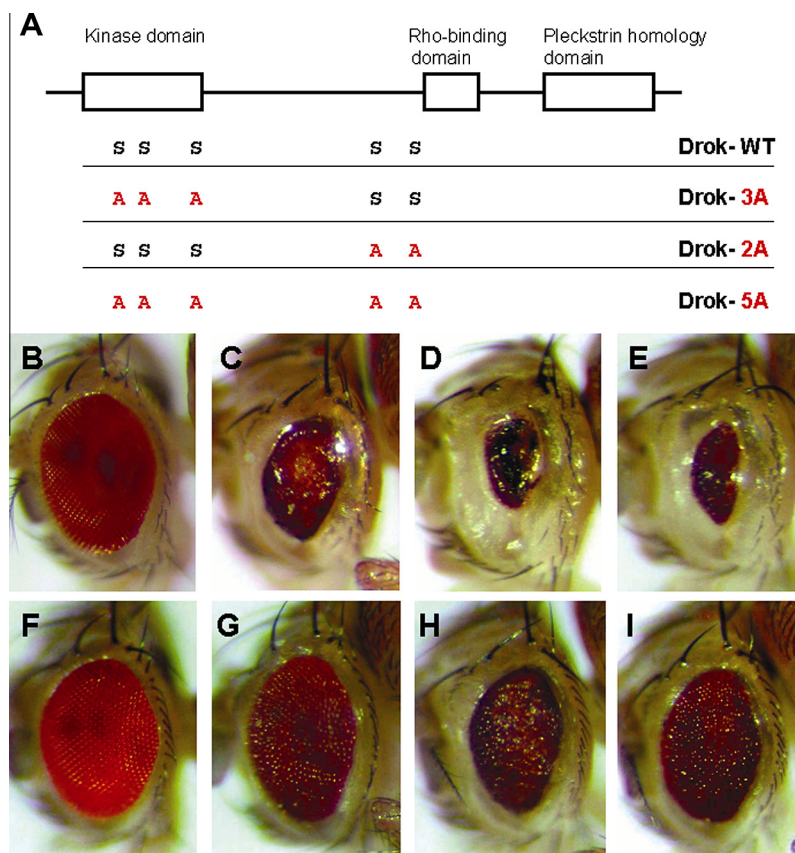 A
Kinase domain
Rho-binding
domain
Pleckstrin homology
domain
S S S S S Drok- WT
A A A S S Drok- 3A
S S S A A Drok- 2A
A A A A A Drok- 5A
B C D E
F G H I